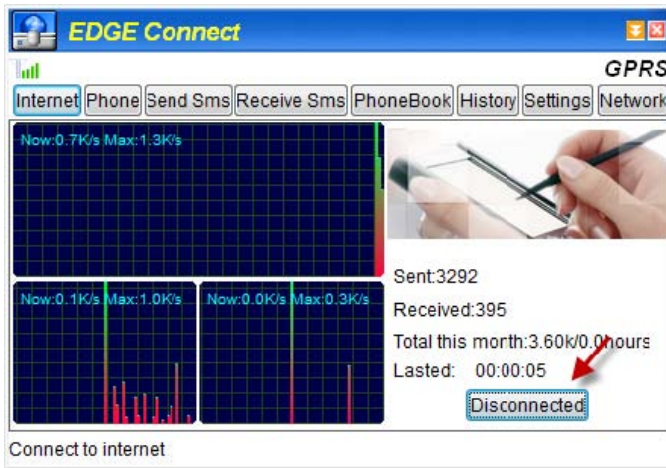 EDGE Connect
GPRS
Internet Phone Send Sms Receive Sms PhoneBook History Settings Network
Now:0.7K/s Max:1.3K/s
Now:0.1K/s Max:1.0K/s
Now:0.0K/s Max:0.3K/s
Sent:3292
Received:395
Total this month:3.60k/0.0hours
Lasted: 00:00:05
Disconnected
Connect to internet